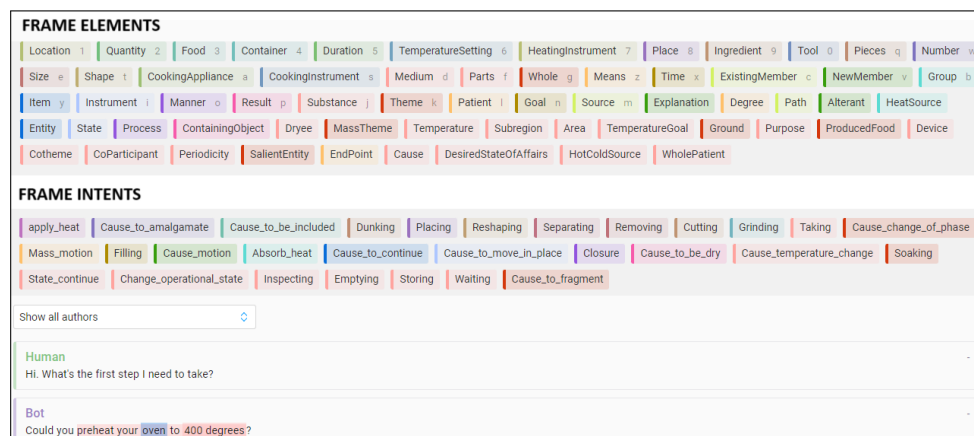 FRAME ELEMENTS
Location 1 Quantity 2 Food 3 Container 4 Duration 5 TemperatureSetting 6 HeatingInstrument 7 Place 8 Ingredient 9 Tool 0 Pieces q Number w
Size e Shape t CookingAppliance a CookingInstrument s Medium d Parts f Whole g Means z Time x ExistingMember c NewMember v Group b
Item y Instrument i Manner o Result p Substance j Theme k Patient l Goal n Source m Explanation Degree Path Alterant HeatSource
Entity State Process ContainingObject Dryee MassTheme Temperature Subregion Area TemperatureGoal Ground Purpose ProducedFood Device
Cotheme CoParticipant Periodicity SalientEntity EndPoint Cause DesiredStateOfAffairs HotColdSource WholePatient
FRAME INTENTS
apply_heat Cause_to_amalgamate Cause_to_be_included Dunking Placing Reshaping Separating Removing Cutting Grinding Taking Cause_change_of_phase
Mass_motion Filling Cause_motion Absorb_heat Cause_to_continue Cause_to_move_in_place Closure Cause_to_be_dry Cause_temperature_change Soaking
State_continue Change_operational_state Inspecting Emptying Storing Waiting Cause_to_fragment
Show all authors
Human -
Hi. What's the first step I need to take?
Bot -
Could you preheat your oven to 400 degrees?